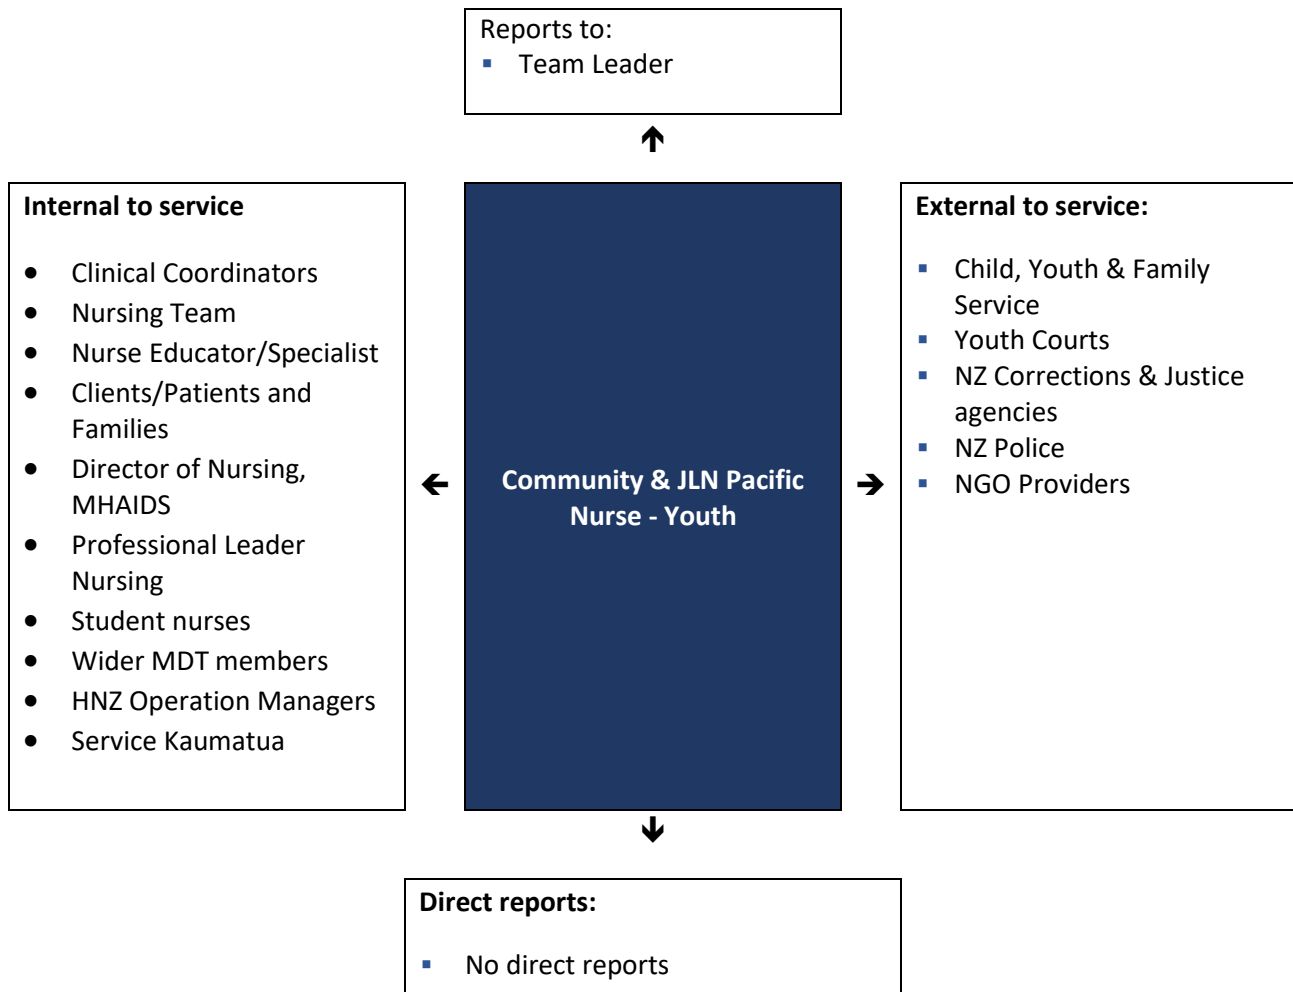 Reports to:
▪ Team Leader
Internal to service
● Clinical Coordinators
● Nursing Team
● Nurse Educator/Specialist
● Clients/Patients and
Families
● Director of Nursing,
MHAIDS
● Professional Leader
Nursing
● Student nurses
● Wider MDT members
● HNZ Operation Managers
● Service Kaumatua
Community & JLN Pacific
Nurse - Youth
External to service:
▪ Child, Youth & Family
Service
▪ Youth Courts
▪ NZ Corrections & Justice
agencies
▪ NZ Police
▪ NGO Providers
Direct reports:
▪ No direct reports